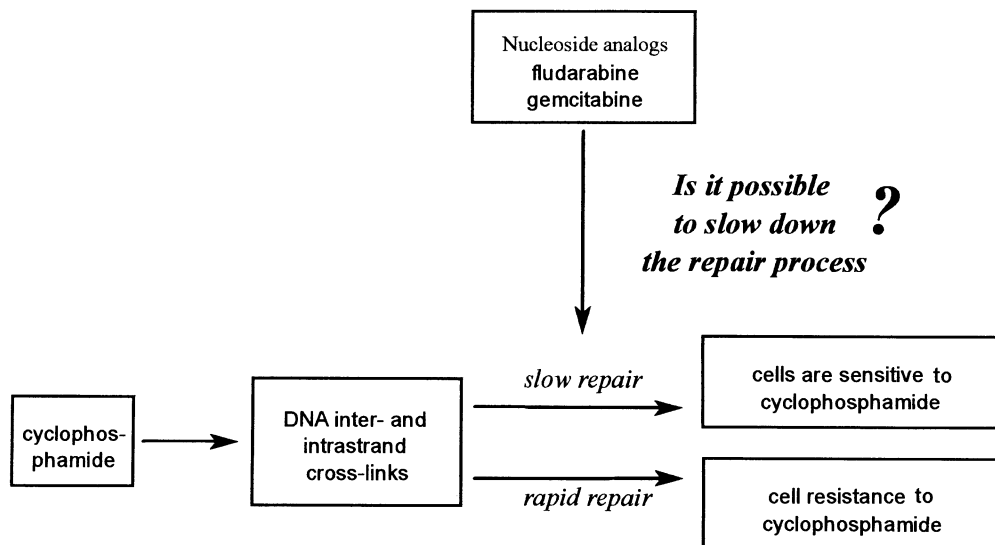 Nucleoside analogs
fludarabine
gemcitabine
Is it possible
to slow down
the repair process
?
slow repair
cells are sensitive to
cyclophosphamide
cyclophos-
phamide
DNA inter- and
intrastrand
cross-links
rapid repair
cell resistance to
cyclophosphamide